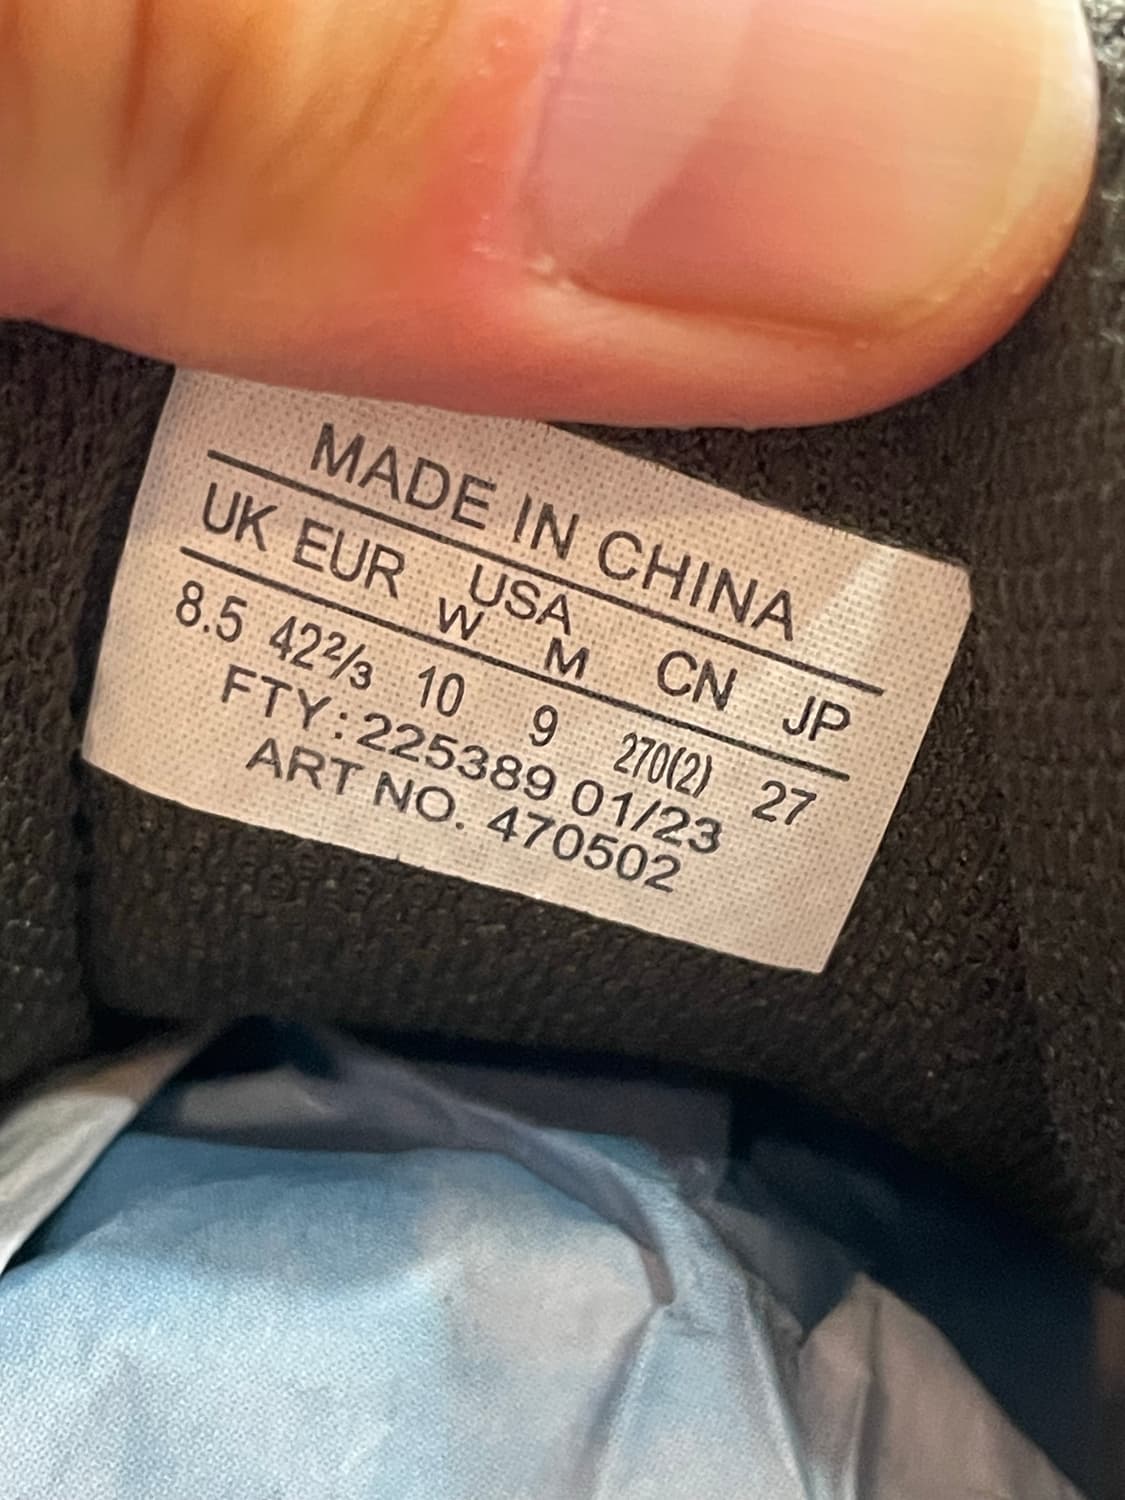 MADE IN CHINA
UK EUR USA CN JP
W M
8.5 42⅔ 10 9 270(2) 27
FTY: 225389 01/23
ART NO. 470502